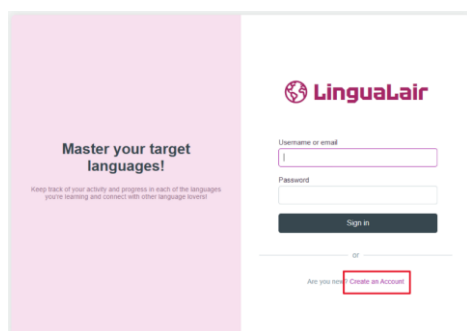 LinguaLair
Master your target
languages!
Keep track of your activity and progress in each of the languages
you're learning and connect with other language lovers!
Username or email
Password
Sign in
or
Are you new? Create an Account